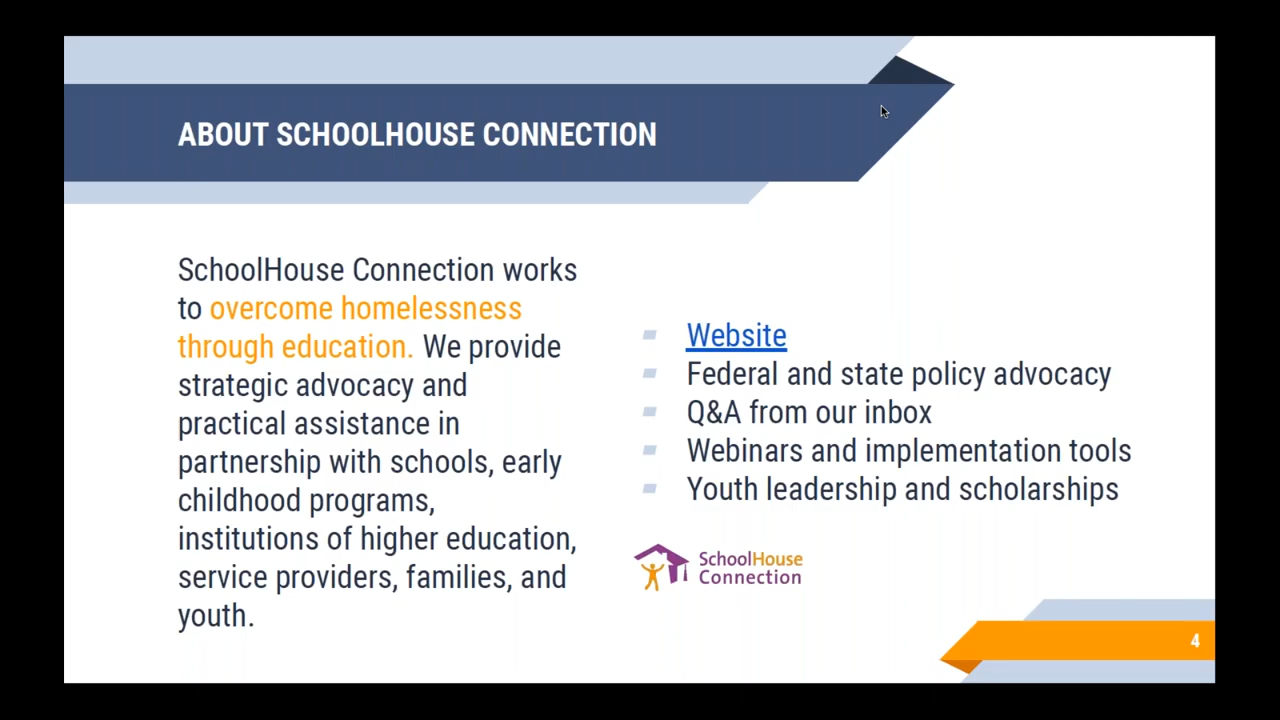 ABOUT SCHOOLHOUSE CONNECTION
SchoolHouse Connection works
to overcome homelessness
through education. We provide
strategic advocacy and
practical assistance in
partnership with schools, early
childhood programs,
institutions of higher education,
service providers, families, and
youth.
Website
Federal and state policy advocacy
Q&A from our inbox
Webinars and implementation tools
Youth leadership and scholarships
SchoolHouse
Connection
4